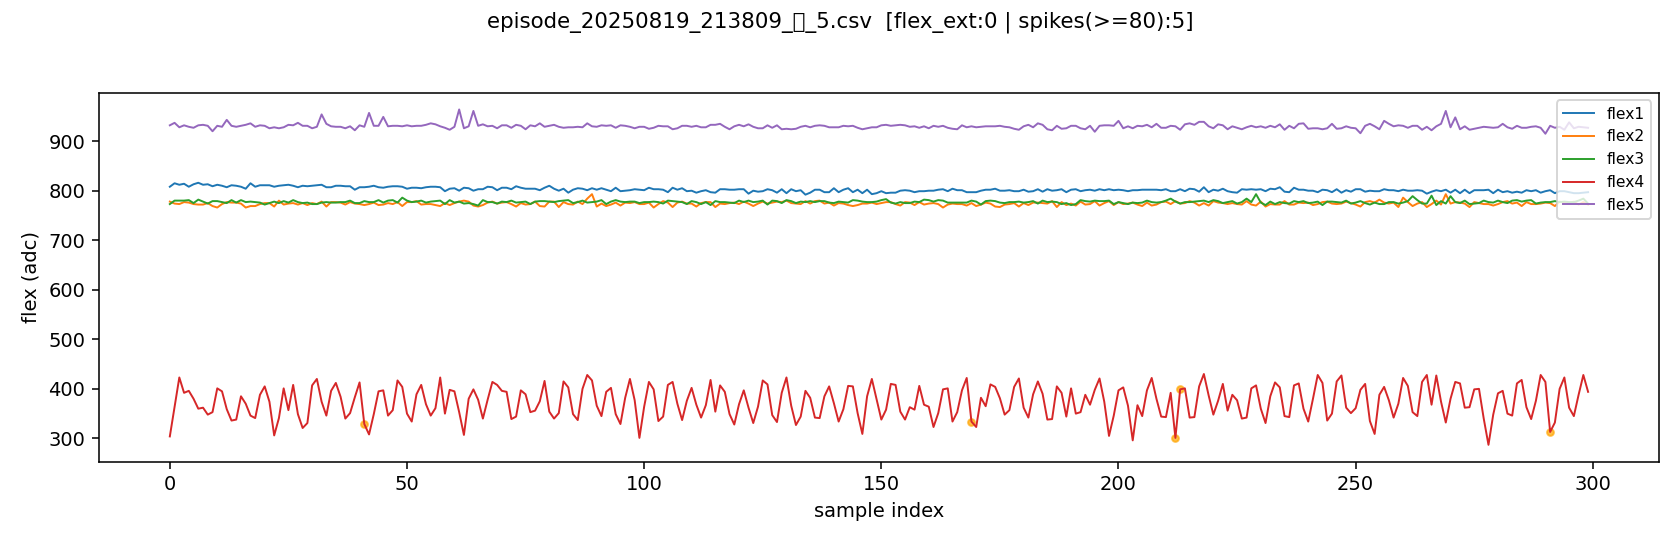 episode_20250819_213809_▯_5.csv [flex_ext:0 | spikes(>=80):5]
flex (adc)
900
800
700
600
500
400
300
0
50
100
150
200
250
300
sample index
flex1
flex2
flex3
flex4
flex5